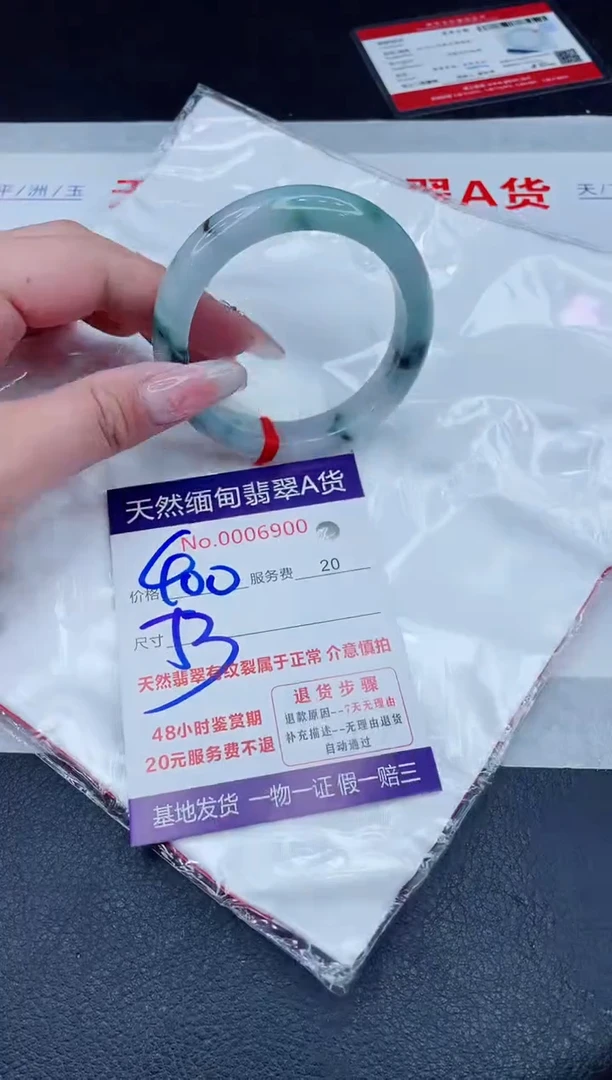 平/洲/玉
翠A货
天/
天然缅甸翡翠A货
No.0006900
价格 400 服务费 20
尺寸 53
天然翡翠有纹裂属于正常 介意慎拍
48小时鉴赏期
20元服务费不退
退货步骤
退款原因--7天无理由
补充描述--无理由退货
自动通过
基地发货 一物一证 假一赔三